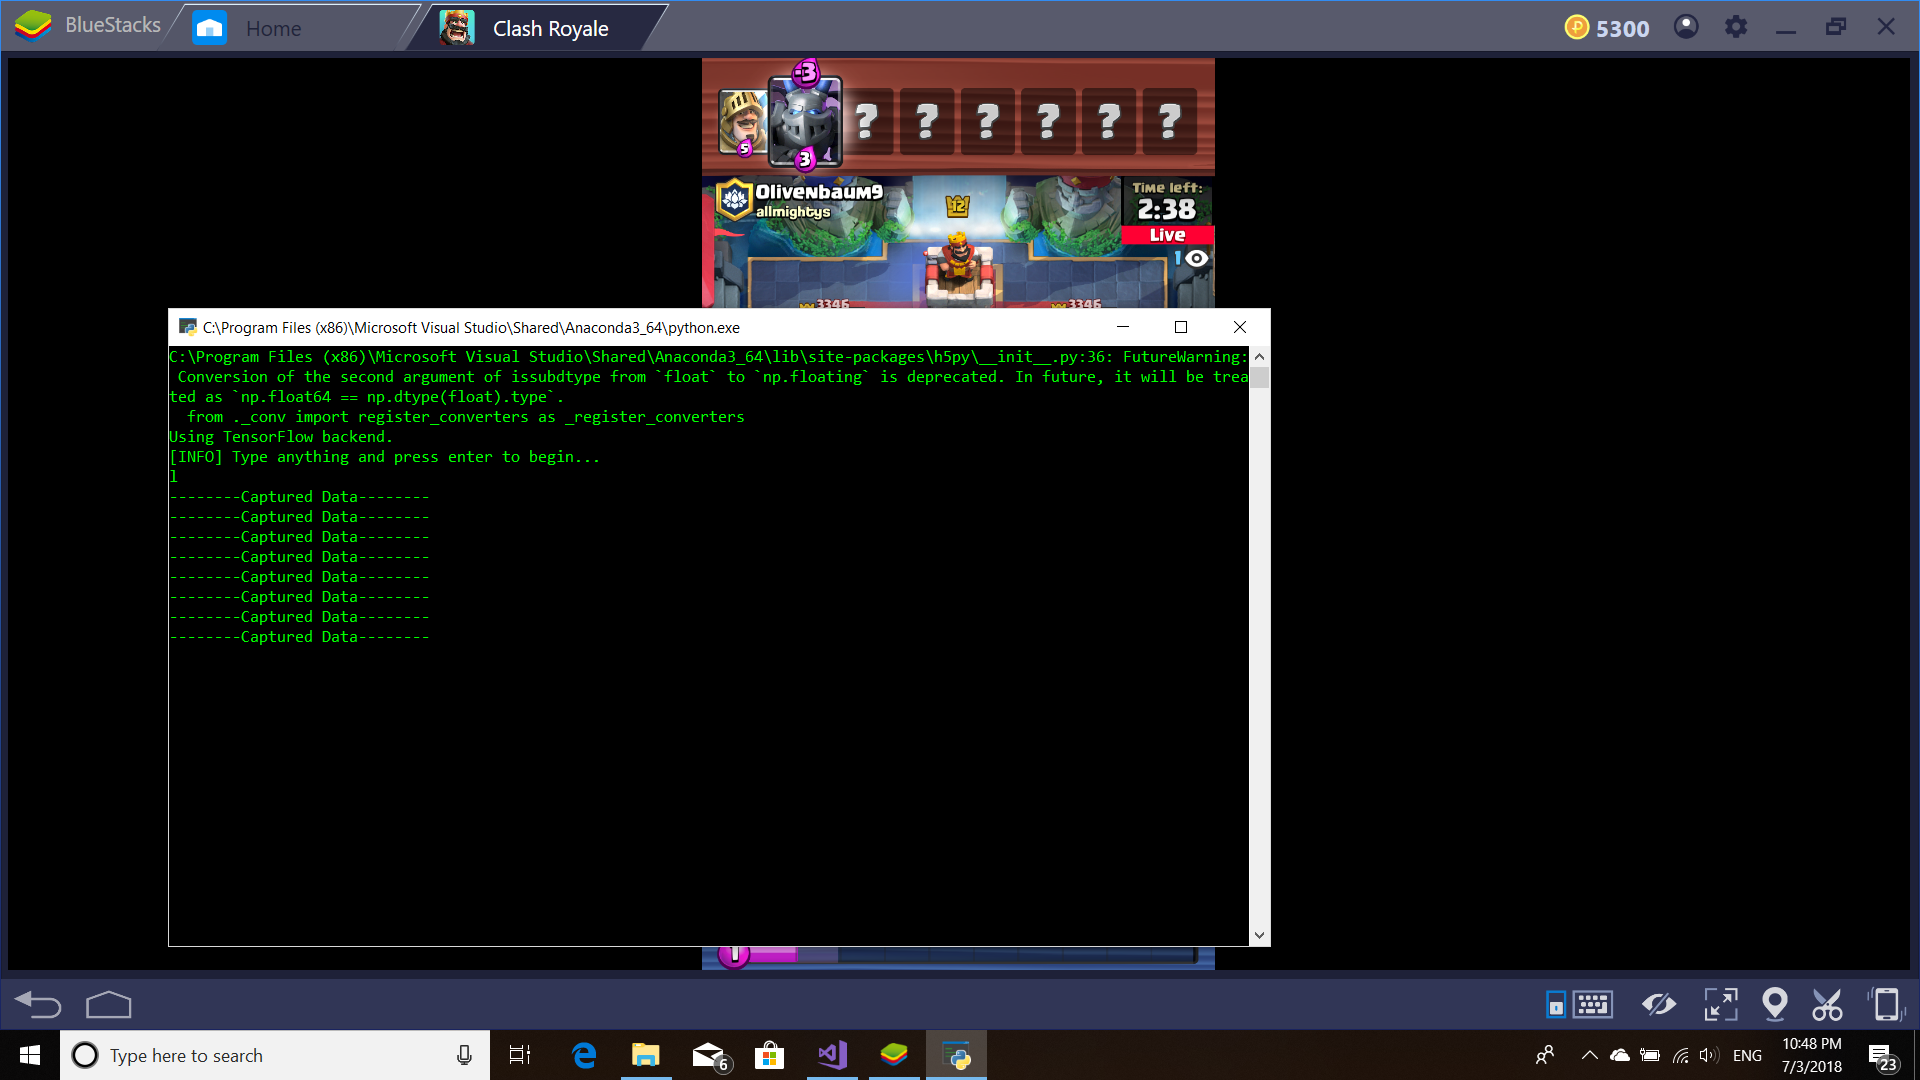 BlueStacks
Home
Clash Royale
5300
-3
5
3
? ? ? ? ? ?
Olivenbaum9
allmightys
12
Time left:
2:38
Live
1
3346
3346
C:\Program Files (x86)\Microsoft Visual Studio\Shared\Anaconda3_64\python.exe
C:\Program Files (x86)\Microsoft Visual Studio\Shared\Anaconda3_64\lib\site-packages\h5py\__init__.py:36: FutureWarning:
Conversion of the second argument of issubdtype from `float` to `np.floating` is deprecated. In future, it will be trea
ted as `np.float64 == np.dtype(float).type`.
from ._conv import register_converters as _register_converters
Using TensorFlow backend.
[INFO] Type anything and press enter to begin...
l
--------Captured Data--------
--------Captured Data--------
--------Captured Data--------
--------Captured Data--------
--------Captured Data--------
--------Captured Data--------
--------Captured Data--------
--------Captured Data--------
1
Type here to search
6
ENG
10:48 PM
7/3/2018
23